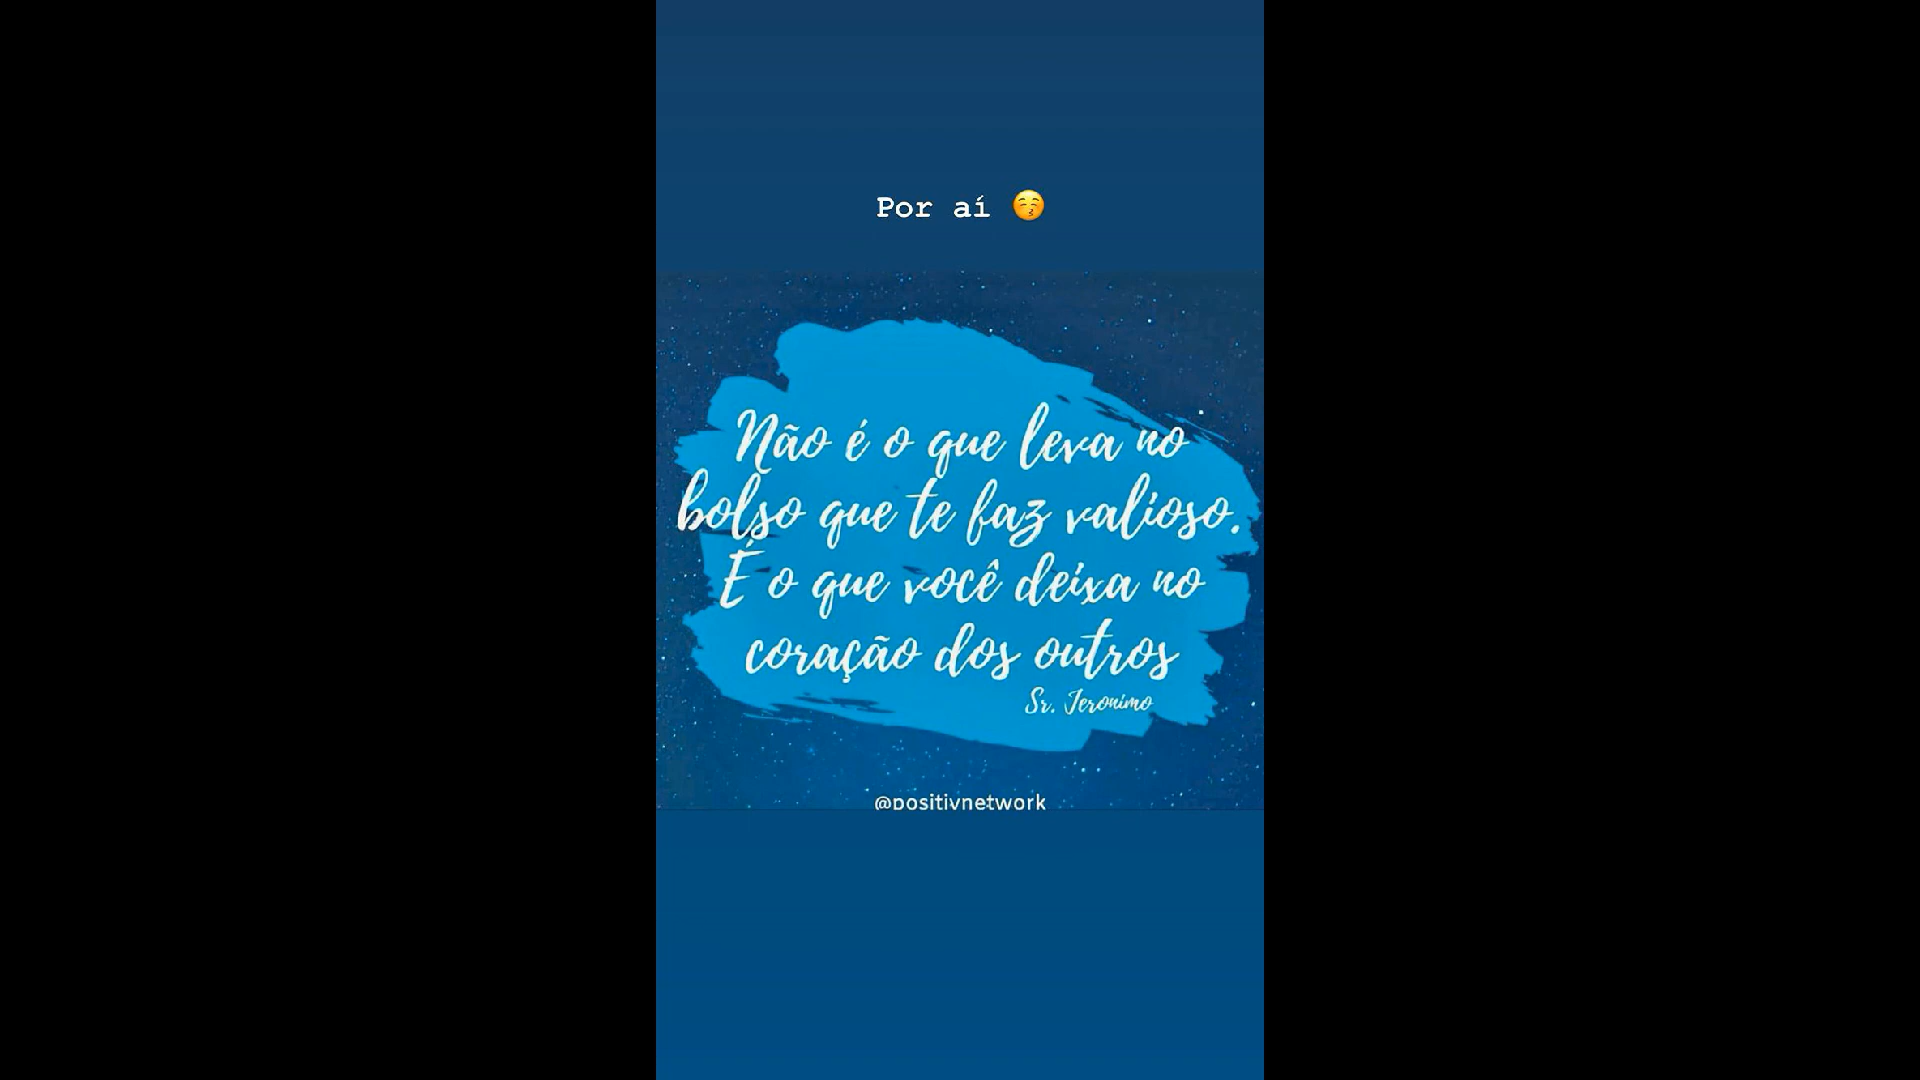 Por aí 😚
Não é o que leva no
bolso que te faz valioso.
É o que você deixa no
coração dos outros
Sr. Jeronimo
@positivnetwork